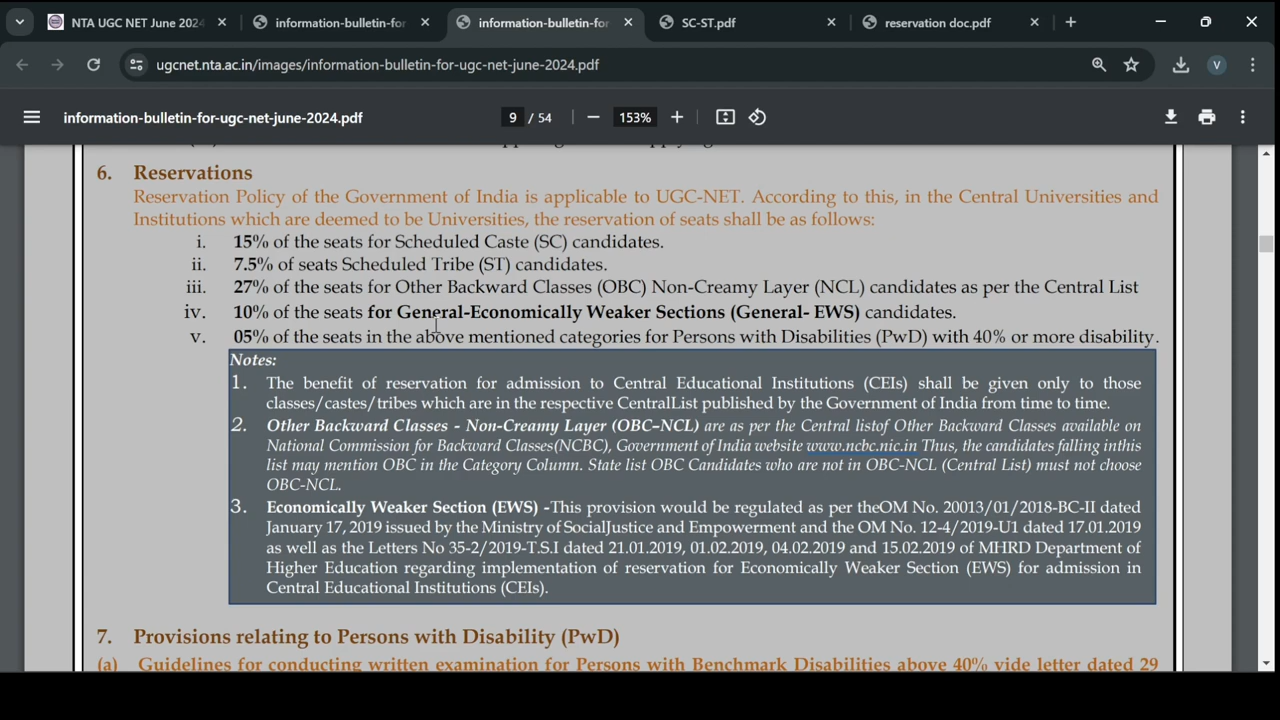 NTA UGC NET June 2024
information-bulletin-for-
information-bulletin-for-
SC-ST.pdf
reservation doc.pdf
ugcnet.nta.ac.in/images/information-bulletin-for-ugc-net-june-2024.pdf
V
information-bulletin-for-ugc-net-june-2024.pdf
9 / 54
153%
6. Reservations
Reservation Policy of the Government of India is applicable to UGC-NET. According to this, in the Central Universities and
Institutions which are deemed to be Universities, the reservation of seats shall be as follows:
i. 15% of the seats for Scheduled Caste (SC) candidates.
ii. 7.5% of seats Scheduled Tribe (ST) candidates.
iii. 27% of the seats for Other Backward Classes (OBC) Non-Creamy Layer (NCL) candidates as per the Central List
iv. 10% of the seats for General-Economically Weaker Sections (General- EWS) candidates.
v. 05% of the seats in the above mentioned categories for Persons with Disabilities (PwD) with 40% or more disability.
Notes:
1. The benefit of reservation for admission to Central Educational Institutions (CEIs) shall be given only to those
classes/castes/tribes which are in the respective CentralList published by the Government of India from time to time.
2. Other Backward Classes - Non-Creamy Layer (OBC–NCL) are as per the Central listof Other Backward Classes available on
National Commission for Backward Classes(NCBC), Government of India website www.ncbc.nic.in Thus, the candidates falling inthis
list may mention OBC in the Category Column. State list OBC Candidates who are not in OBC-NCL (Central List) must not choose
OBC-NCL.
3. Economically Weaker Section (EWS) -This provision would be regulated as per theOM No. 20013/01/2018-BC-II dated
January 17, 2019 issued by the Ministry of SocialJustice and Empowerment and the OM No. 12-4/2019-U1 dated 17.01.2019
as well as the Letters No 35-2/2019-T.S.I dated 21.01.2019, 01.02.2019, 04.02.2019 and 15.02.2019 of MHRD Department of
Higher Education regarding implementation of reservation for Economically Weaker Section (EWS) for admission in
Central Educational Institutions (CEIs).
7. Provisions relating to Persons with Disability (PwD)
(a) Guidelines for conducting written examination for Persons with Benchmark Disabilities above 40% vide letter dated 29